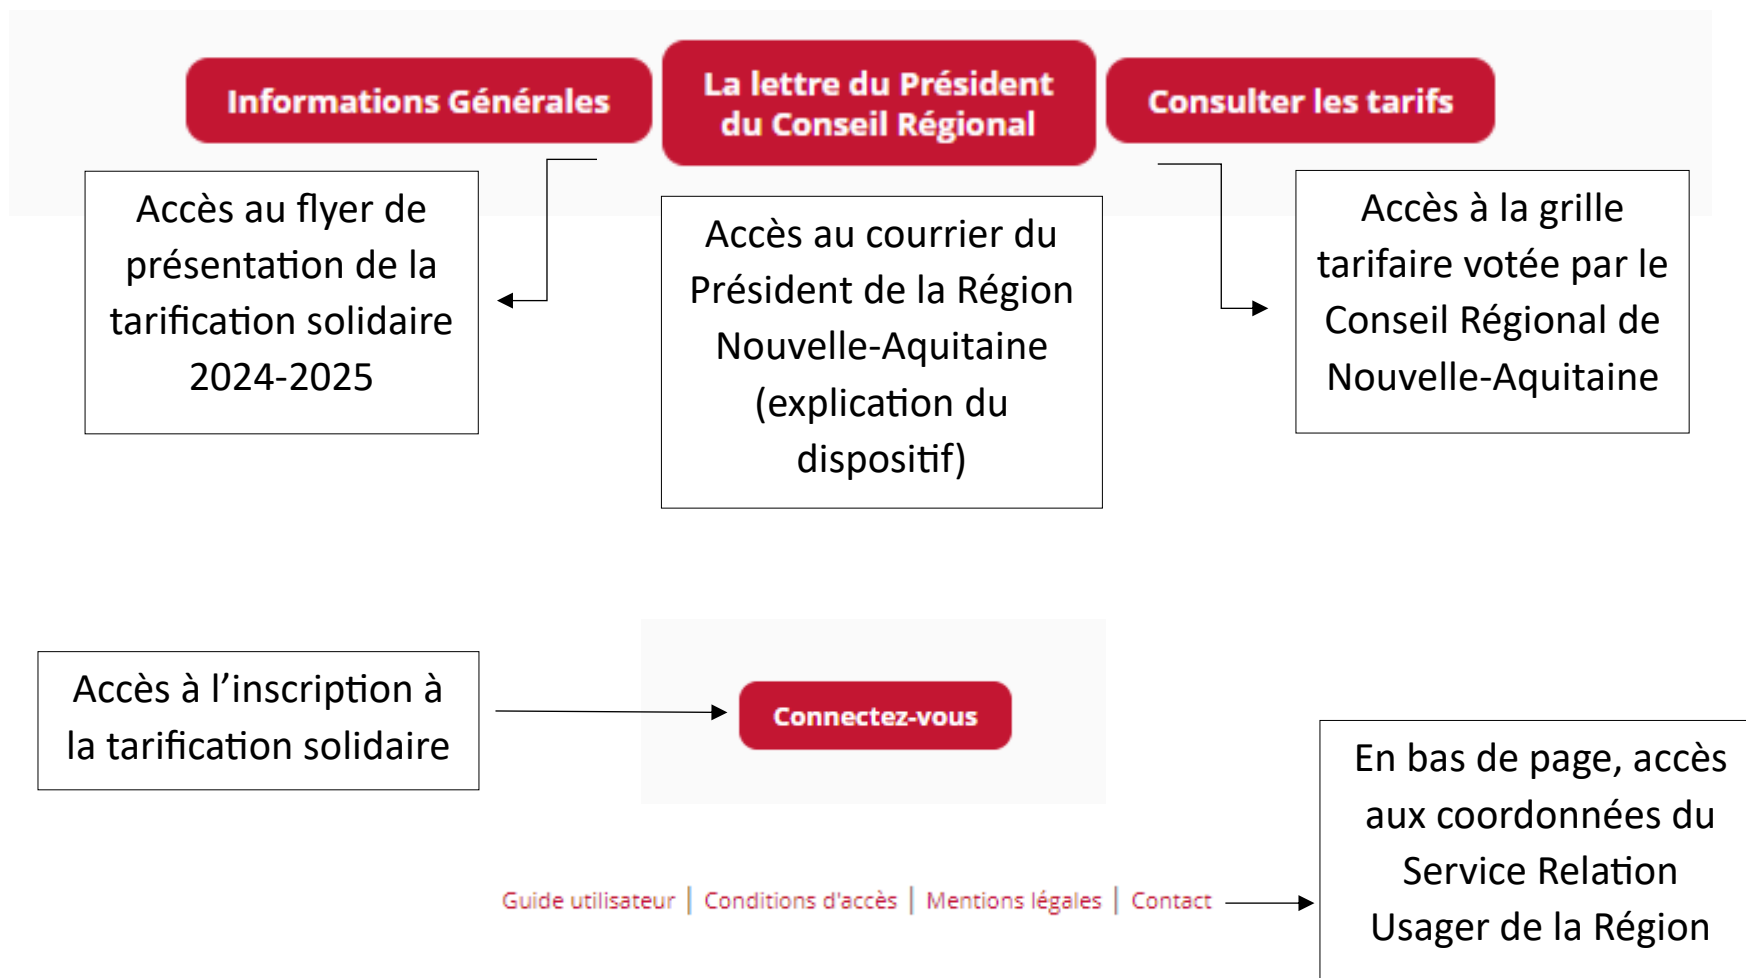 Informations Générales
La lettre du Président
du Conseil Régional
Consulter les tarifs
Accès au flyer de
présentation de la
tarification solidaire
2024-2025
Accès au courrier du
Président de la Région
Nouvelle-Aquitaine
(explication du
dispositif)
Accès à la grille
tarifaire votée par le
Conseil Régional de
Nouvelle-Aquitaine
Accès à l’inscription à
la tarification solidaire
Connectez-vous
En bas de page, accès
aux coordonnées du
Service Relation
Usager de la Région
Guide utilisateur | Conditions d'accès | Mentions légales | Contact